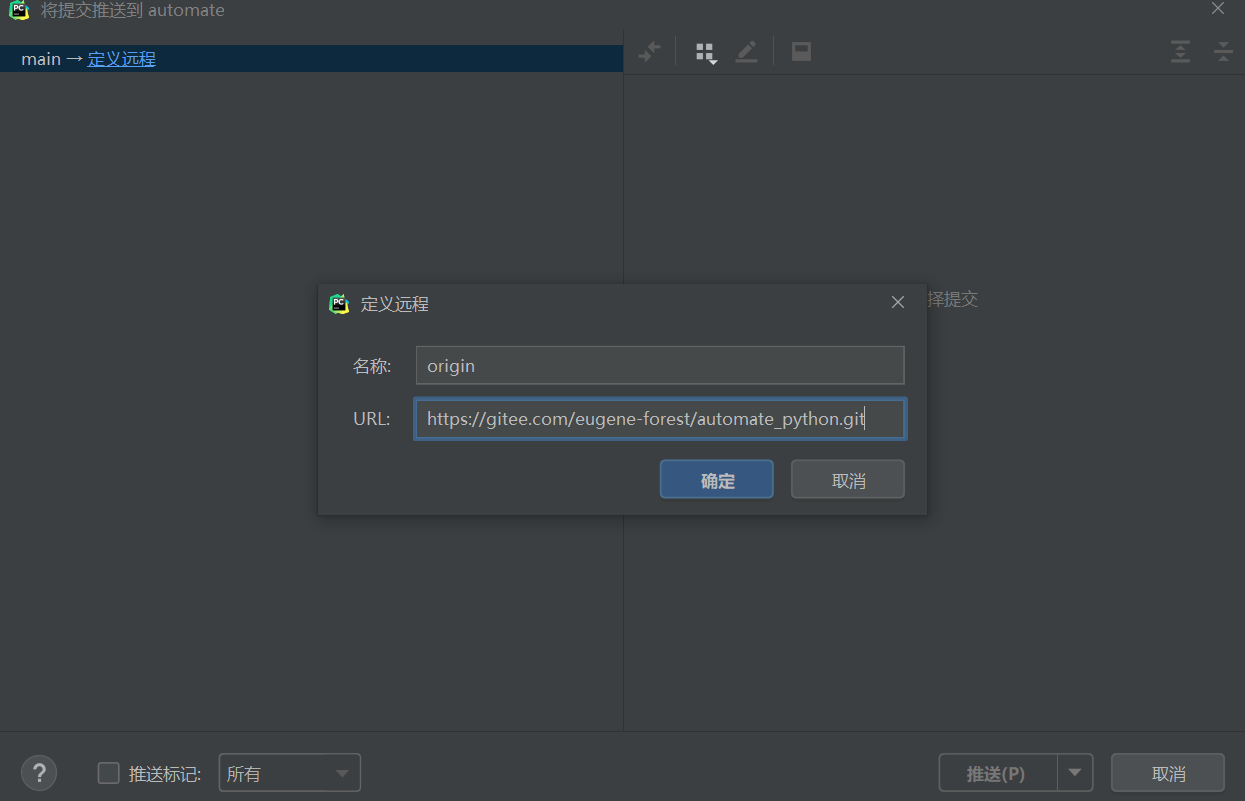 将提交推送到 automate
main → 定义远程
择提交
定义远程
名称: origin
URL: https://gitee.com/eugene-forest/automate_python.git
确定 取消
? 推送标记: 所有 推送(P) 取消